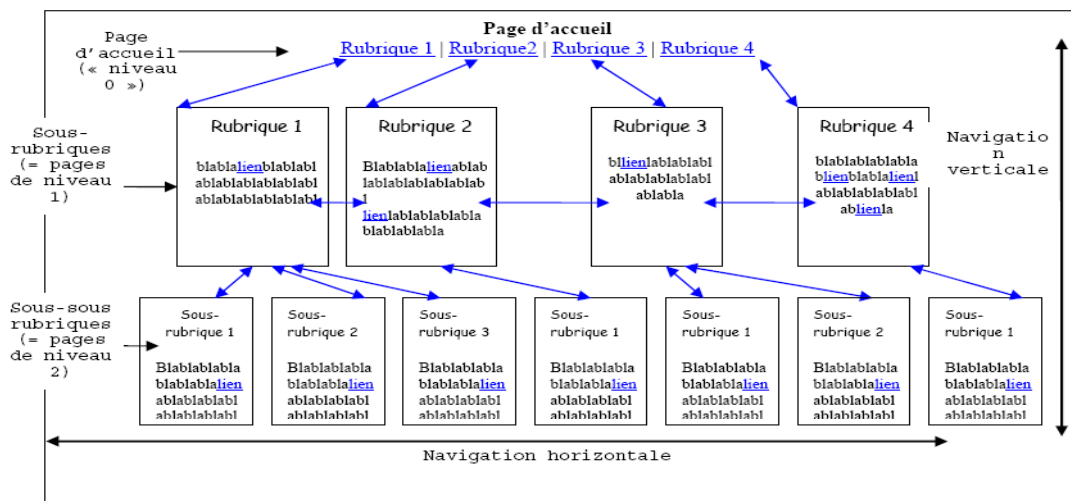 Page d'accueil
Rubrique 1 | Rubrique2 | Rubrique 3 | Rubrique 4
Page
d'accueil
(« niveau
0 »)
Sous-
rubriques
(= pages
de niveau
1)
Rubrique 1
blablalienblablabl
ablablablablablabl
ablablablablablabl
Rubrique 2
Blablablalienablab
lablablablablablab
l
lienlablablablabla
blablablabla
Rubrique 3
bllienlablablabl
ablablablablabl
ablabla
Rubrique 4
blablablablabla
blienblablalienl
ablablablablabl
ablienla
Navigatio
n
verticale
Sous-sous
rubriques
(= pages
de niveau
2)
Sous-
rubrique 1
Blablablabla
blablablalien
ablablablabl
ablablablabl
Sous-
rubrique 2
Blablablabla
blablablalien
ablablablabl
ablablablabl
Sous-
rubrique 3
Blablablabla
blablablalien
ablablablabl
ablablablabl
Sous-
rubrique 1
Blablablabla
blablablalien
ablablablabl
ablablablabl
Sous-
rubrique 1
Blablablabla
blablablalien
ablablablabl
ablablablabl
Sous-
rubrique 2
Blablablabla
blablablalien
ablablablabl
ablablablabl
Sous-
rubrique 1
Blablablabla
blablablalien
ablablablabl
ablablablabl
Navigation horizontale